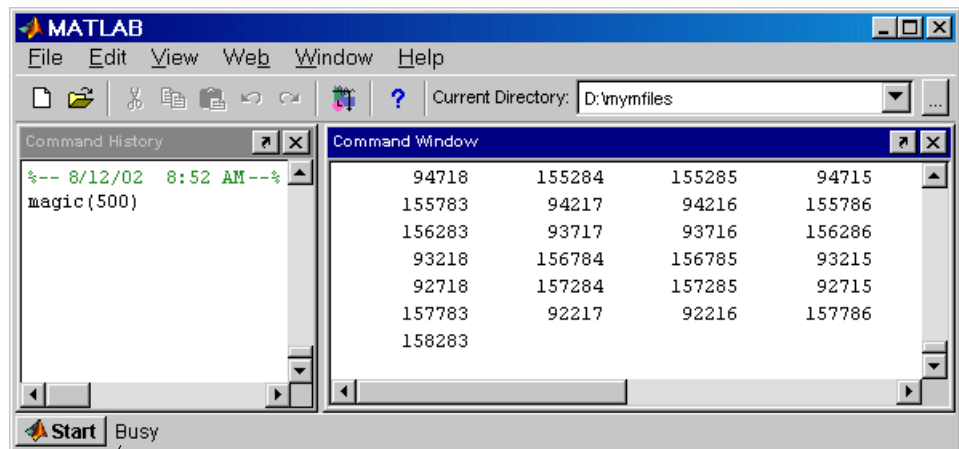 MATLAB
File Edit View Web Window Help
? Current Directory: D:\mymfiles ...
Command History
%-- 8/12/02 8:52 AM--%
magic(500)
Command Window
94718 155284 155285 94715
155783 94217 94216 155786
156283 93717 93716 156286
93218 156784 156785 93215
92718 157284 157285 92715
157783 92217 92216 157786
158283
Start Busy